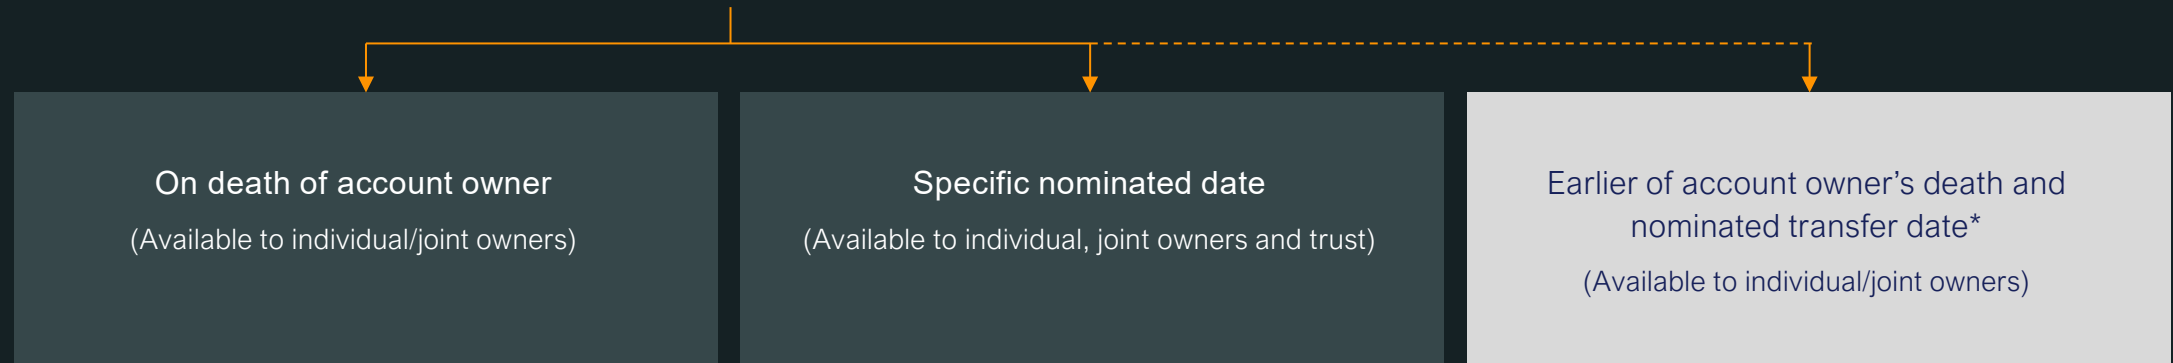 On death of account owner
(Available to individual/joint owners)
Specific nominated date
(Available to individual, joint owners and trust)
Earlier of account owner’s death and
nominated transfer date*
(Available to individual/joint owners)